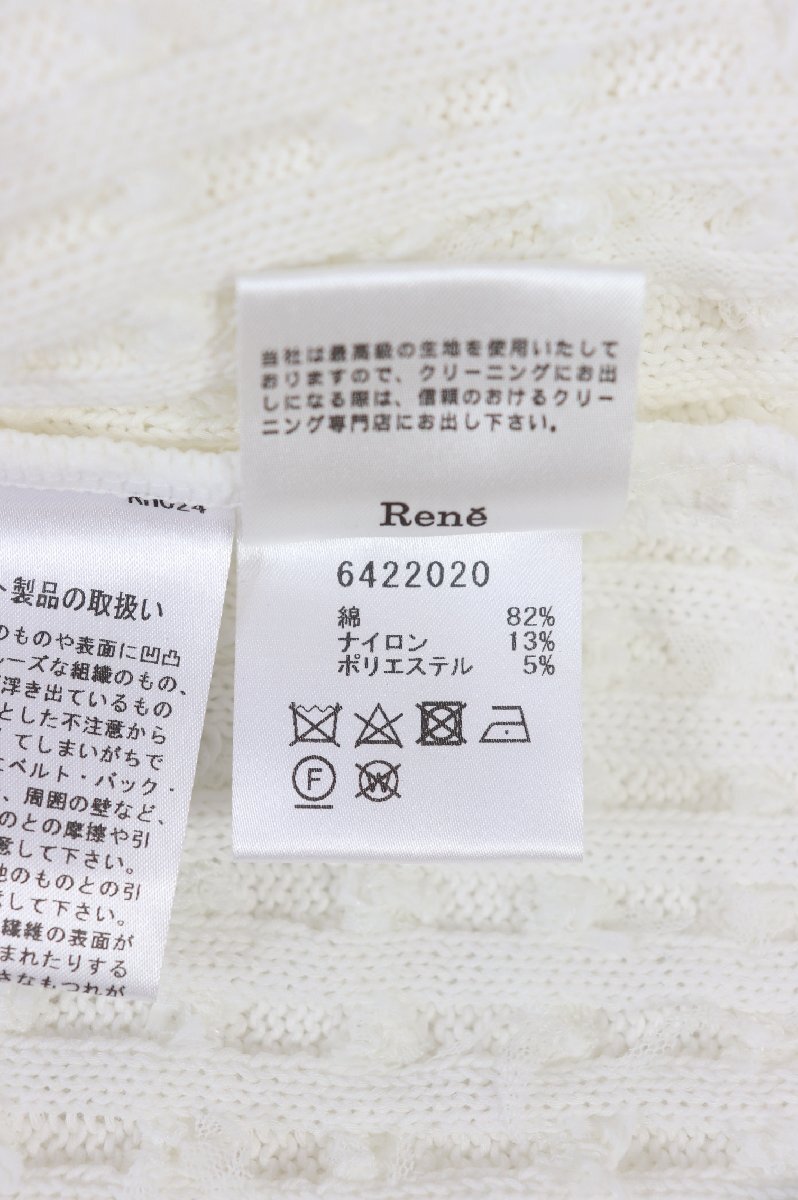 当社は最高級の生地を使用いたして
おりますので、クリーニングにお出
しになる際は、信頼のおけるクリー
ニング専門店にお出し下さい。
Renĕ
6422020
綿 82%
ナイロン 13%
ポリエステル 5%
F
W
製品の取扱い
のものや表面に凹凸
ルーズな組織のもの、
浮き出ているもの
とした不注意から
してしまいがちで
ベルト・バック・
、周囲の壁など、
のとの摩擦や引
意して下さい。
他のものとの引
して下さい。
繊維の表面が
まれたりする
さなもつれが